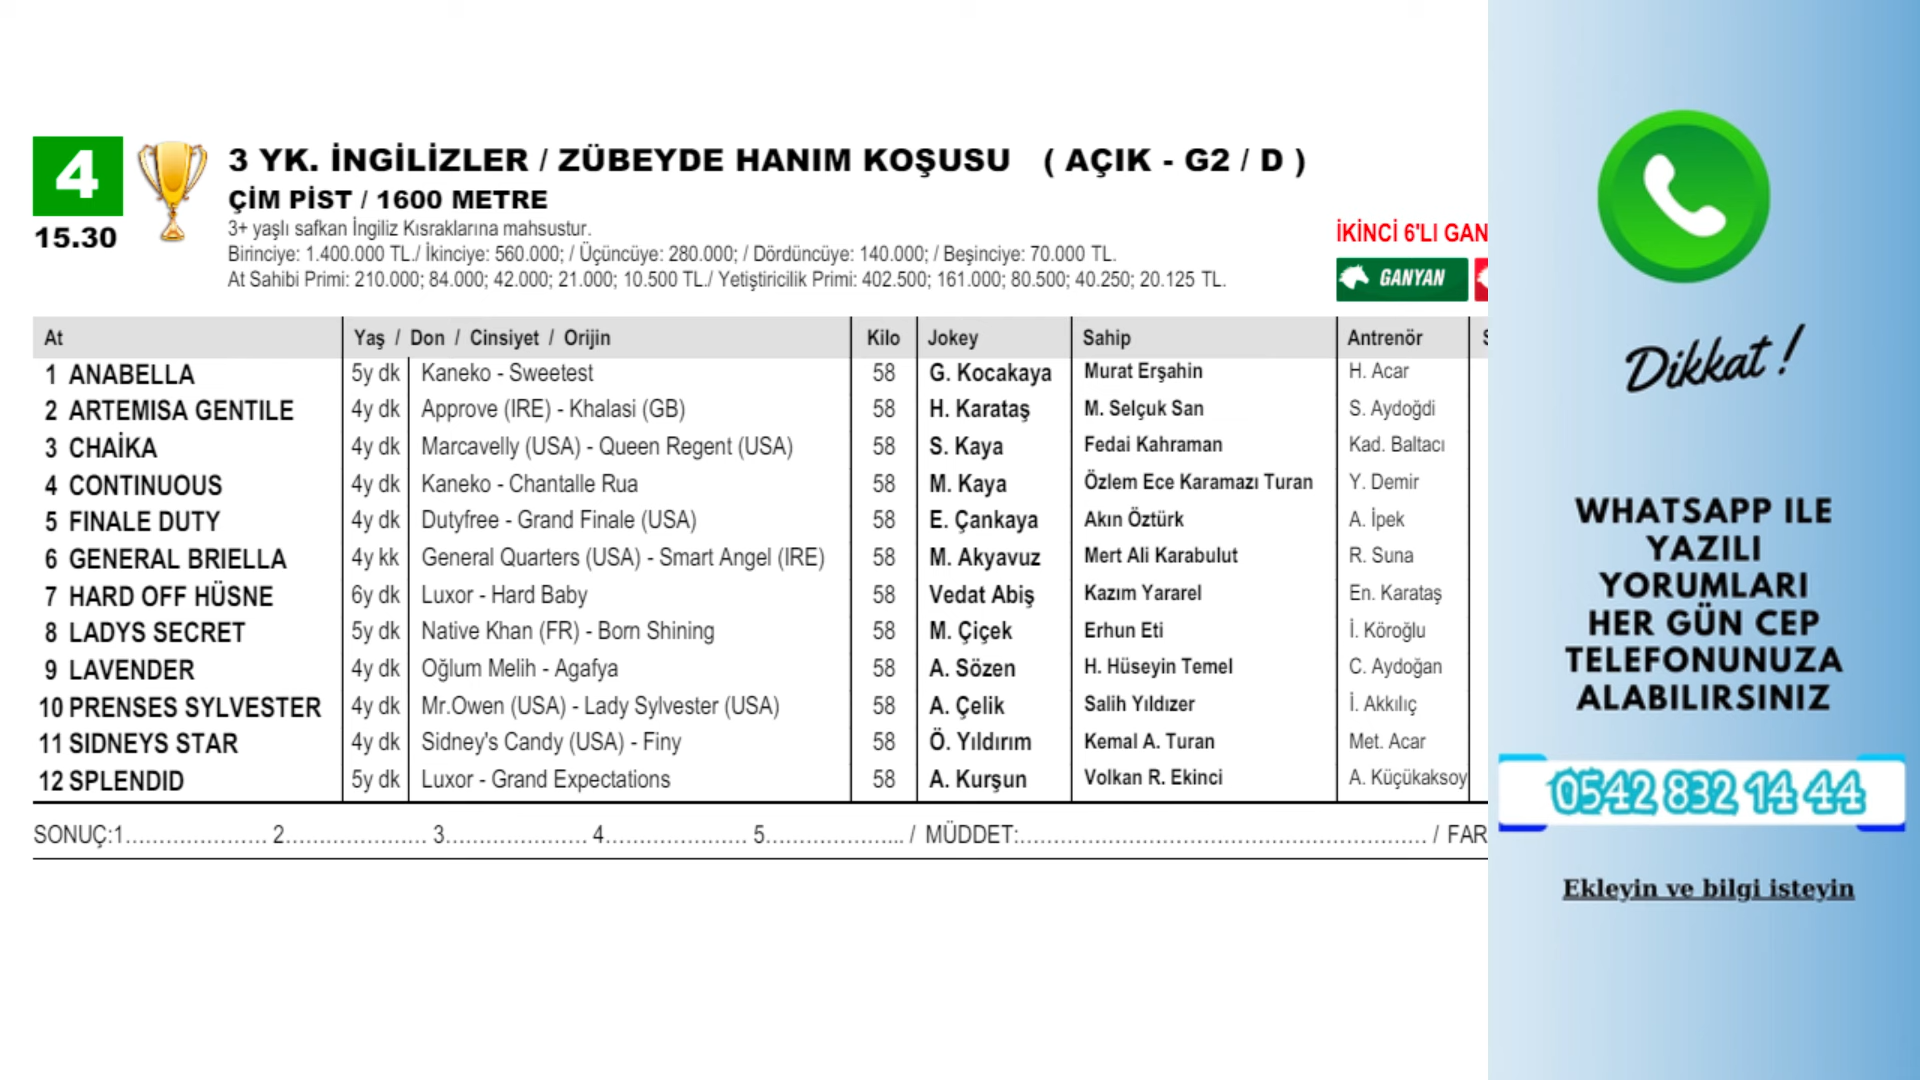 4
15.30
3 YK. İNGİLİZLER / ZÜBEYDE HANIM KOŞUSU ( AÇIK - G2 / D )
ÇİM PİST / 1600 METRE
3+ yaşlı safkan İngiliz Kısraklarına mahsustur.
Birinciye: 1.400.000 TL./ İkinciye: 560.000; / Üçüncüye: 280.000; / Dördüncüye: 140.000; / Beşinciye: 70.000 TL.
At Sahibi Primi: 210.000; 84.000; 42.000; 21.000; 10.500 TL./ Yetiştiricilik Primi: 402.500; 161.000; 80.500; 40.250; 20.125 TL.
İKİNCİ 6'LI GAN
GANYAN
At Yaş / Don / Cinsiyet / Orijin Kilo Jokey Sahip Antrenör
1 ANABELLA 5y dk Kaneko - Sweetest 58 G. Kocakaya Murat Erşahin H. Acar
2 ARTEMISA GENTILE 4y dk Approve (IRE) - Khalasi (GB) 58 H. Karataş M. Selçuk San S. Aydoğdi
3 CHAİKA 4y dk Marcavelly (USA) - Queen Regent (USA) 58 S. Kaya Fedai Kahraman Kad. Baltacı
4 CONTINUOUS 4y dk Kaneko - Chantalle Rua 58 M. Kaya Özlem Ece Karamazı Turan Y. Demir
5 FINALE DUTY 4y dk Dutyfree - Grand Finale (USA) 58 E. Çankaya Akın Öztürk A. İpek
6 GENERAL BRIELLA 4y kk General Quarters (USA) - Smart Angel (IRE) 58 M. Akyavuz Mert Ali Karabulut R. Suna
7 HARD OFF HÜSNE 6y dk Luxor - Hard Baby 58 Vedat Abiş Kazım Yararel En. Karataş
8 LADYS SECRET 5y dk Native Khan (FR) - Born Shining 58 M. Çiçek Erhun Eti İ. Köroğlu
9 LAVENDER 4y dk Oğlum Melih - Agafya 58 A. Sözen H. Hüseyin Temel C. Aydoğan
10 PRENSES SYLVESTER 4y dk Mr.Owen (USA) - Lady Sylvester (USA) 58 A. Çelik Salih Yıldızer İ. Akkılıç
11 SIDNEYS STAR 4y dk Sidney's Candy (USA) - Finy 58 Ö. Yıldırım Kemal A. Turan Met. Acar
12 SPLENDID 5y dk Luxor - Grand Expectations 58 A. Kurşun Volkan R. Ekinci A. Küçükaksoy
SONUÇ:1..................... 2..................... 3..................... 4..................... 5..................... / MÜDDET:............................................................ / FAR
Dikkat !
WHATSAPP ILE
YAZILI
YORUMLARI
HER GÜN CEP
TELEFONUNUZA
ALABILIRSINIZ
0542 832 14 44
Ekleyin ve bilgi isteyin